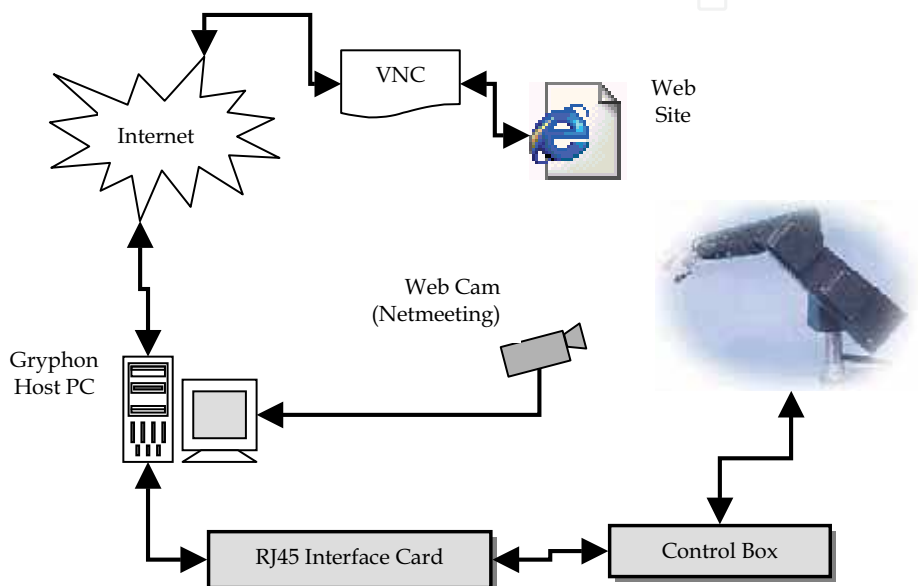 VNC
Web
Site
Internet
Web Cam
(Netmeeting)
Gryphon
Host PC
RJ45 Interface Card
Control Box